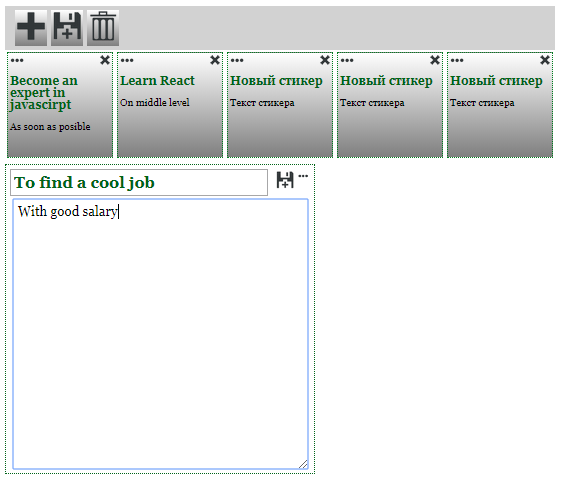 Become an
expert in
javascirpt
As soon as posible
Learn React
On middle level
Новый стикер
Текст стикера
Новый стикер
Текст стикера
Новый стикер
Текст стикера
To find a cool job
With good salary